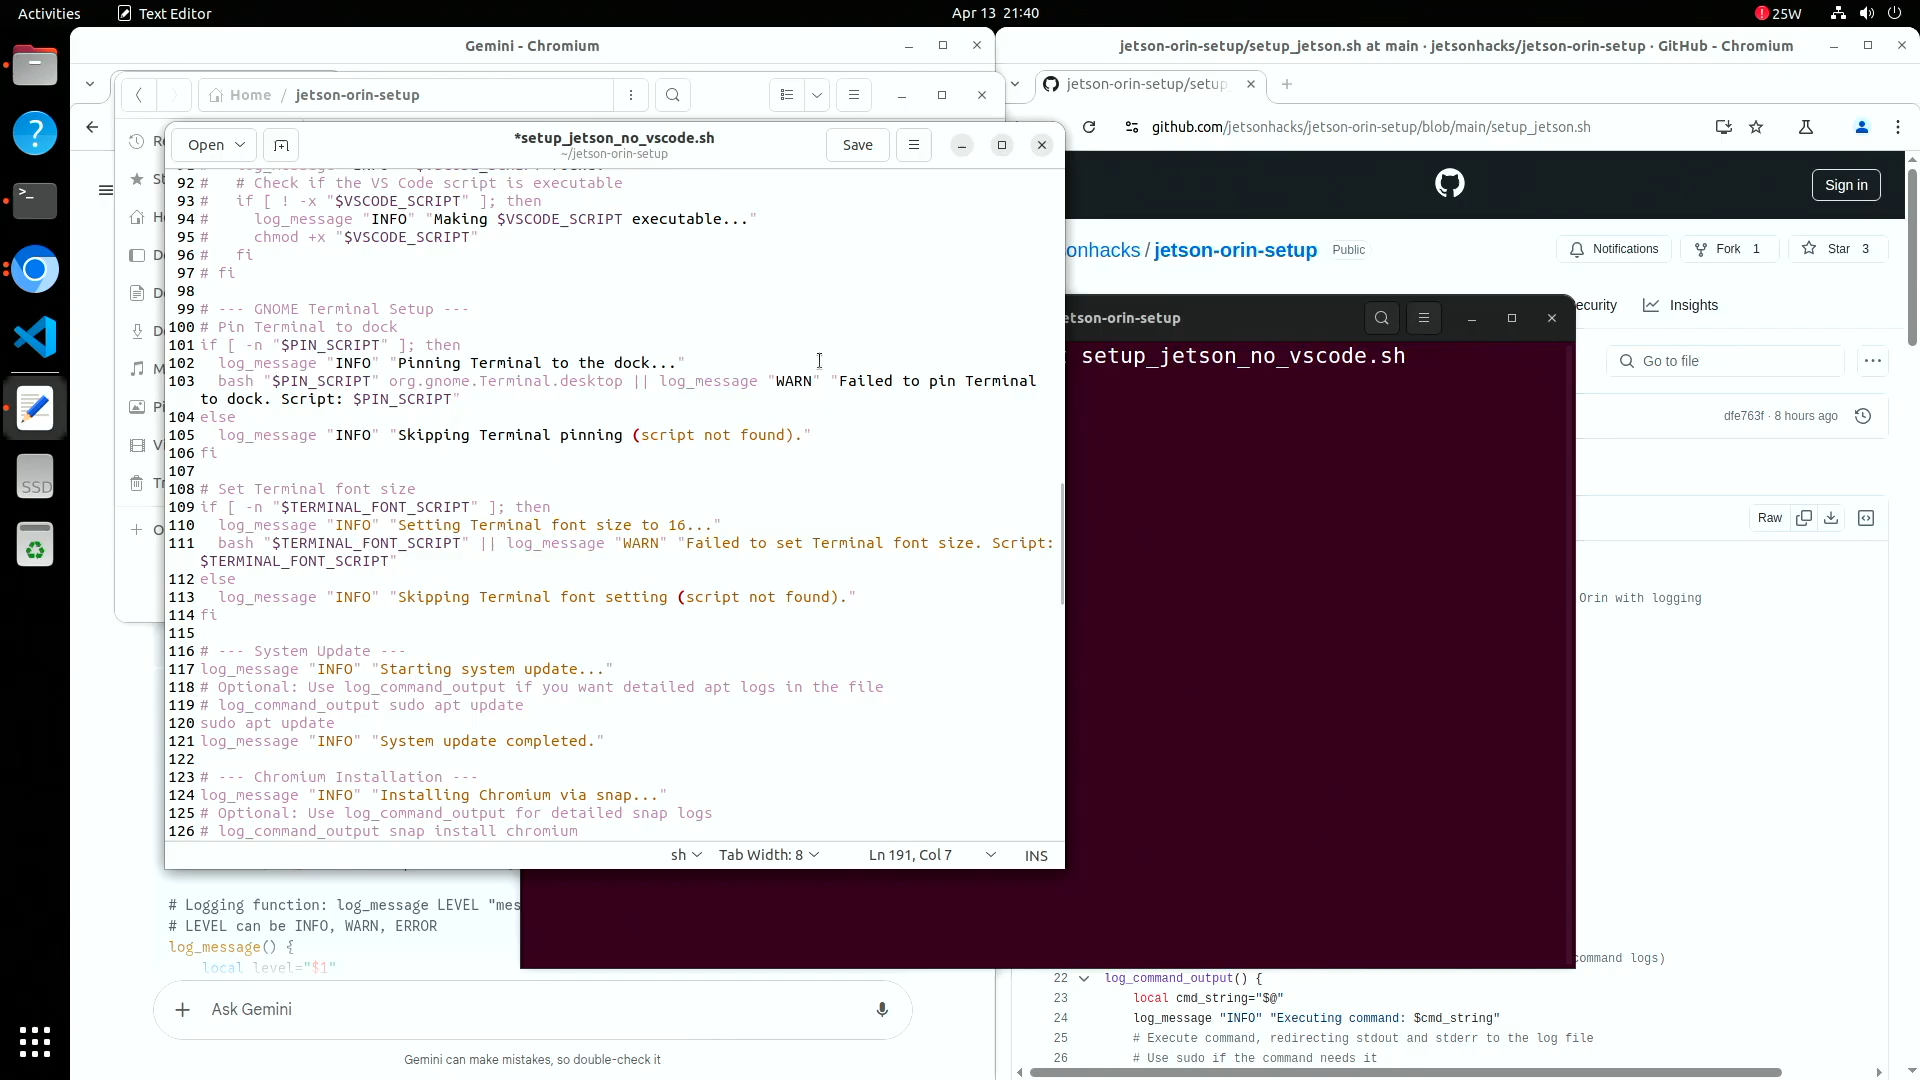 Activities
Text Editor
Apr 13 21:40
25W
Gemini - Chromium
jetson-orin-setup/setup_jetson.sh at main · jetsonhacks/jetson-orin-setup · GitHub - Chromium
Home / jetson-orin-setup
jetson-orin-setup/setup
github.com/jetsonhacks/jetson-orin-setup/blob/main/setup_jetson.sh
Open
*setup_jetson_no_vscode.sh
~/jetson-orin-setup
Save
Sign in
onhacks / jetson-orin-setup
Public
Notifications
Fork 1
Star 3
ecurity
Insights
Go to file
dfe763f · 8 hours ago
Raw
Orin with logging
ommand logs)
22 log_command_output() {
23 local cmd_string="$@"
24 log_message "INFO" "Executing command: $cmd_string"
25 # Execute command, redirecting stdout and stderr to the log file
26 # Use sudo if the command needs it
etson-orin-setup
setup_jetson_no_vscode.sh
92 #   # Check if the VS Code script is executable
93 #   if [ ! -x "$VSCODE_SCRIPT" ]; then
94 #     log_message "INFO" "Making $VSCODE_SCRIPT executable..."
95 #     chmod +x "$VSCODE_SCRIPT"
96 #   fi
97 # fi
98
99 # --- GNOME Terminal Setup ---
100 # Pin Terminal to dock
101 if [ -n "$PIN_SCRIPT" ]; then
102   log_message "INFO" "Pinning Terminal to the dock..."
103   bash "$PIN_SCRIPT" org.gnome.Terminal.desktop || log_message "WARN" "Failed to pin Terminal
to dock. Script: $PIN_SCRIPT"
104 else
105   log_message "INFO" "Skipping Terminal pinning (script not found)."
106 fi
107
108 # Set Terminal font size
109 if [ -n "$TERMINAL_FONT_SCRIPT" ]; then
110   log_message "INFO" "Setting Terminal font size to 16..."
111   bash "$TERMINAL_FONT_SCRIPT" || log_message "WARN" "Failed to set Terminal font size. Script:
$TERMINAL_FONT_SCRIPT"
112 else
113   log_message "INFO" "Skipping Terminal font setting (script not found)."
114 fi
115
116 # --- System Update ---
117 log_message "INFO" "Starting system update..."
118 # Optional: Use log_command_output if you want detailed apt logs in the file
119 # log_command_output sudo apt update
120 sudo apt update
121 log_message "INFO" "System update completed."
122
123 # --- Chromium Installation ---
124 log_message "INFO" "Installing Chromium via snap..."
125 # Optional: Use log_command_output for detailed snap logs
126 # log_command_output snap install chromium
sh
Tab Width: 8
Ln 191, Col 7
INS
# Logging function: log_message LEVEL "mes
# LEVEL can be INFO, WARN, ERROR
log_message() {
local level="$1"
Ask Gemini
Gemini can make mistakes, so double-check it
SSD